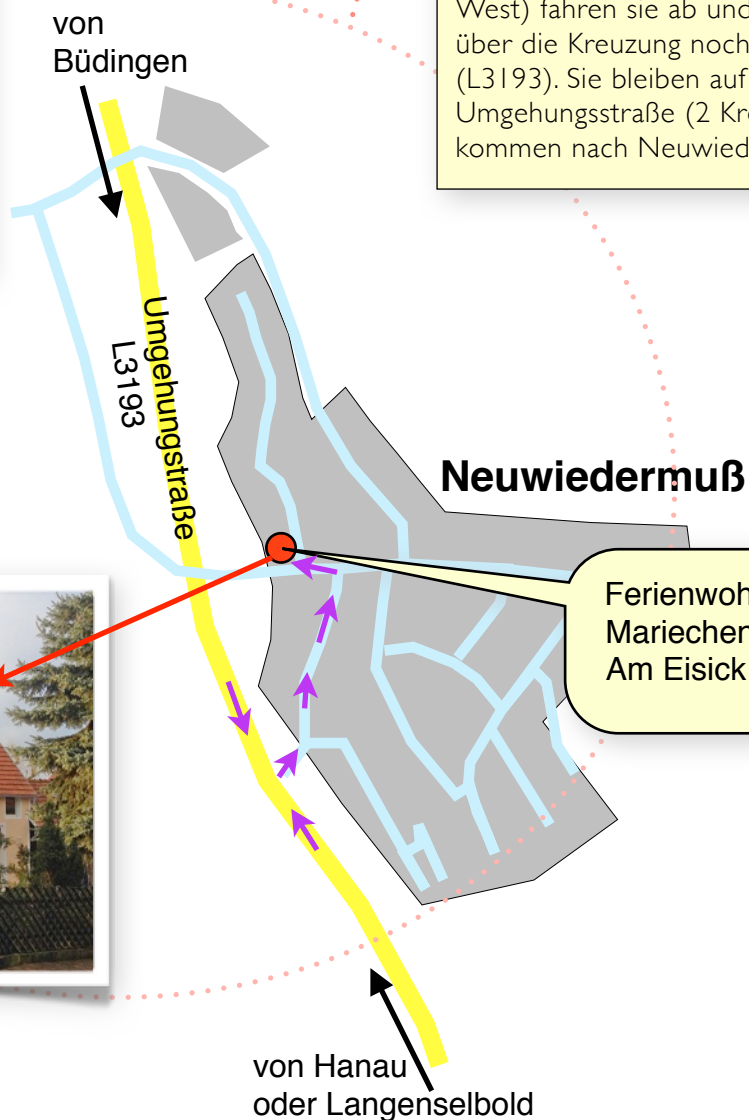 von
Büdingen
West) fahren sie ab und
über die Kreuzung noch
(L3193). Sie bleiben auf
Umgehungsstraße (2 Kre
kommen nach Neuwied
Umgehungstraße
L3193
Neuwiedermuß
Ferienwoh
Mariechen
Am Eisick
von Hanau
oder Langenselbold